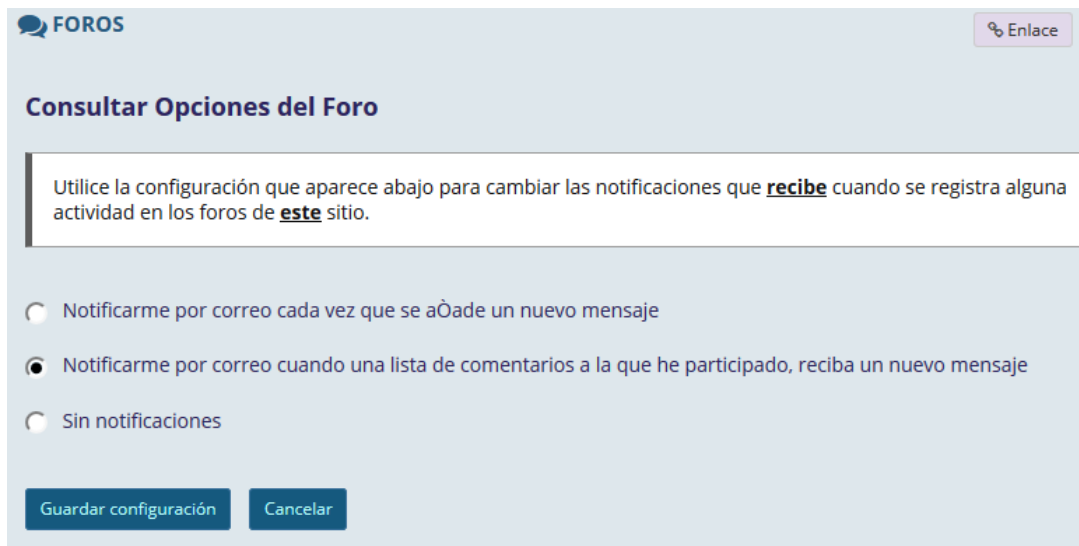 FOROS
Enlace
Consultar Opciones del Foro
Utilice la configuración que aparece abajo para cambiar las notificaciones que recibe cuando se registra alguna
actividad en los foros de este sitio.
Notificarme por correo cada vez que se aÒade un nuevo mensaje
Notificarme por correo cuando una lista de comentarios a la que he participado, reciba un nuevo mensaje
Sin notificaciones
Guardar configuración
Cancelar